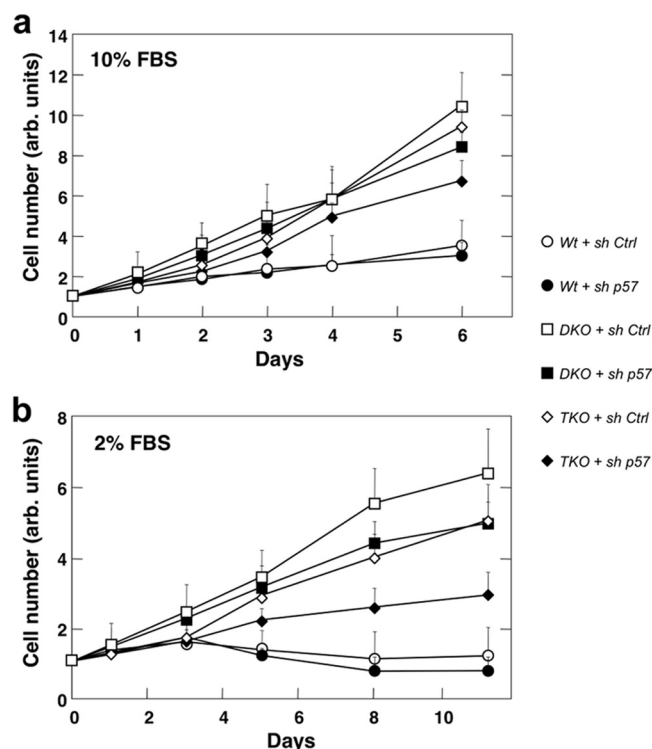 a
14
12
10
8
6
4
2
0
10% FBS
Cell number (arb. units)
0 1 2 3 4 5 6
Days
b
8
6
4
2
0
2% FBS
Cell number (arb. units)
0 2 4 6 8 10
Days
Wt + sh Ctrl
Wt + sh p57
DKO + sh Ctrl
DKO + sh p57
TKO + sh Ctrl
TKO + sh p57